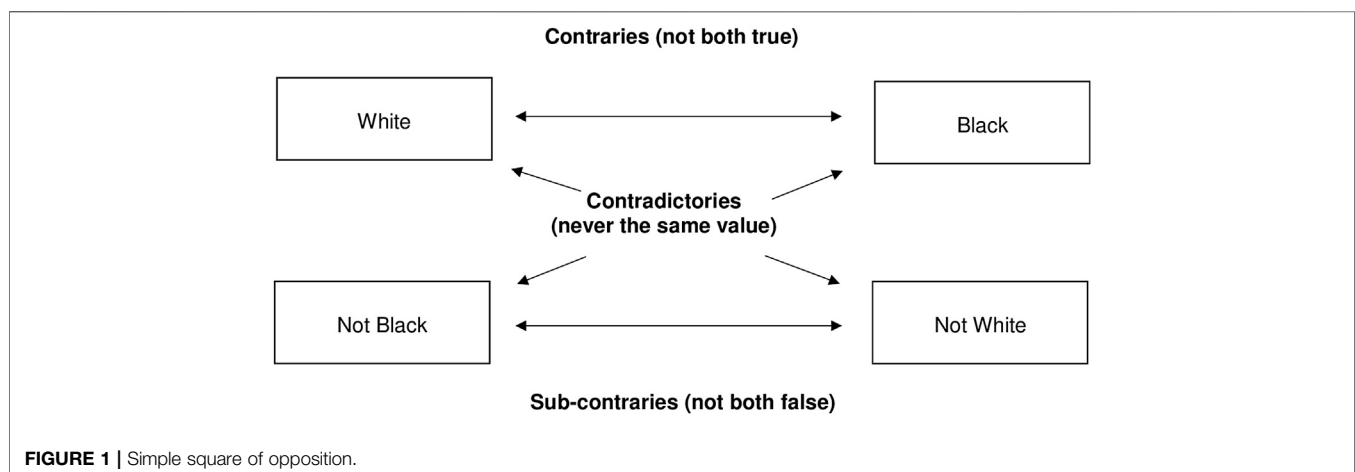 Contraries (not both true)
White
Black
Contradictories
(never the same value)
Not Black
Not White
Sub-contraries (not both false)
FIGURE 1 | Simple square of opposition.